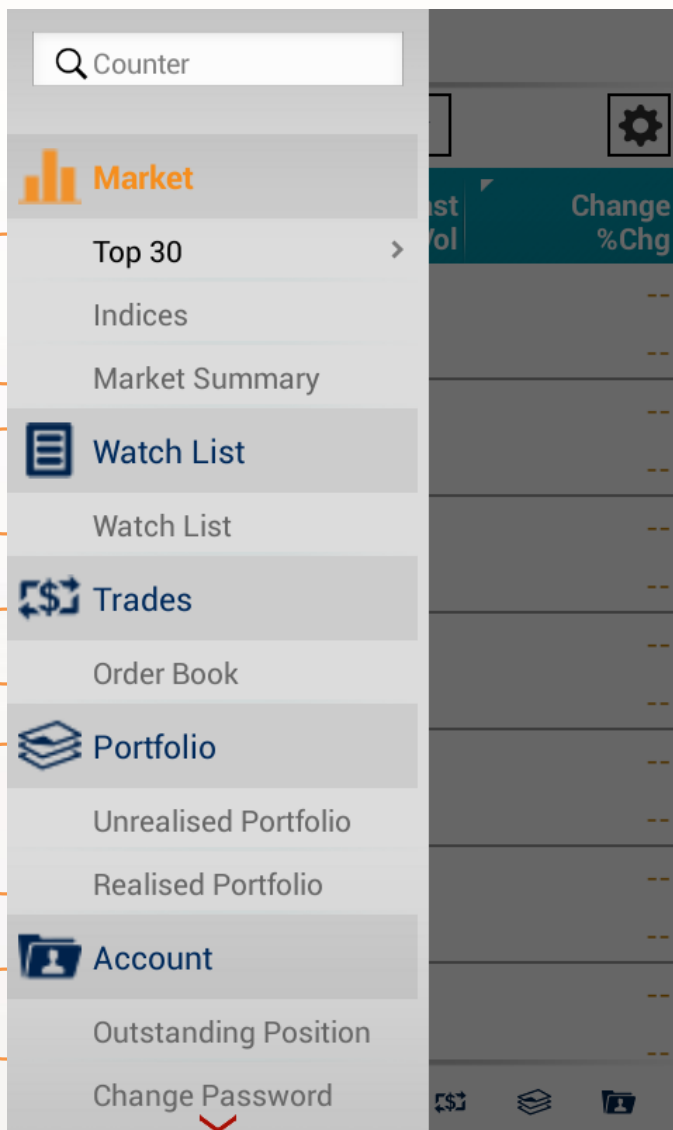 Counter
Market
Top 30
Indices
Market Summary
Watch List
Watch List
Trades
Order Book
Portfolio
Unrealised Portfolio
Realised Portfolio
Account
Outstanding Position
Change Password
Change
%Chg
--
--
--
--
--
--
--
--
--
--
--
--
--
--